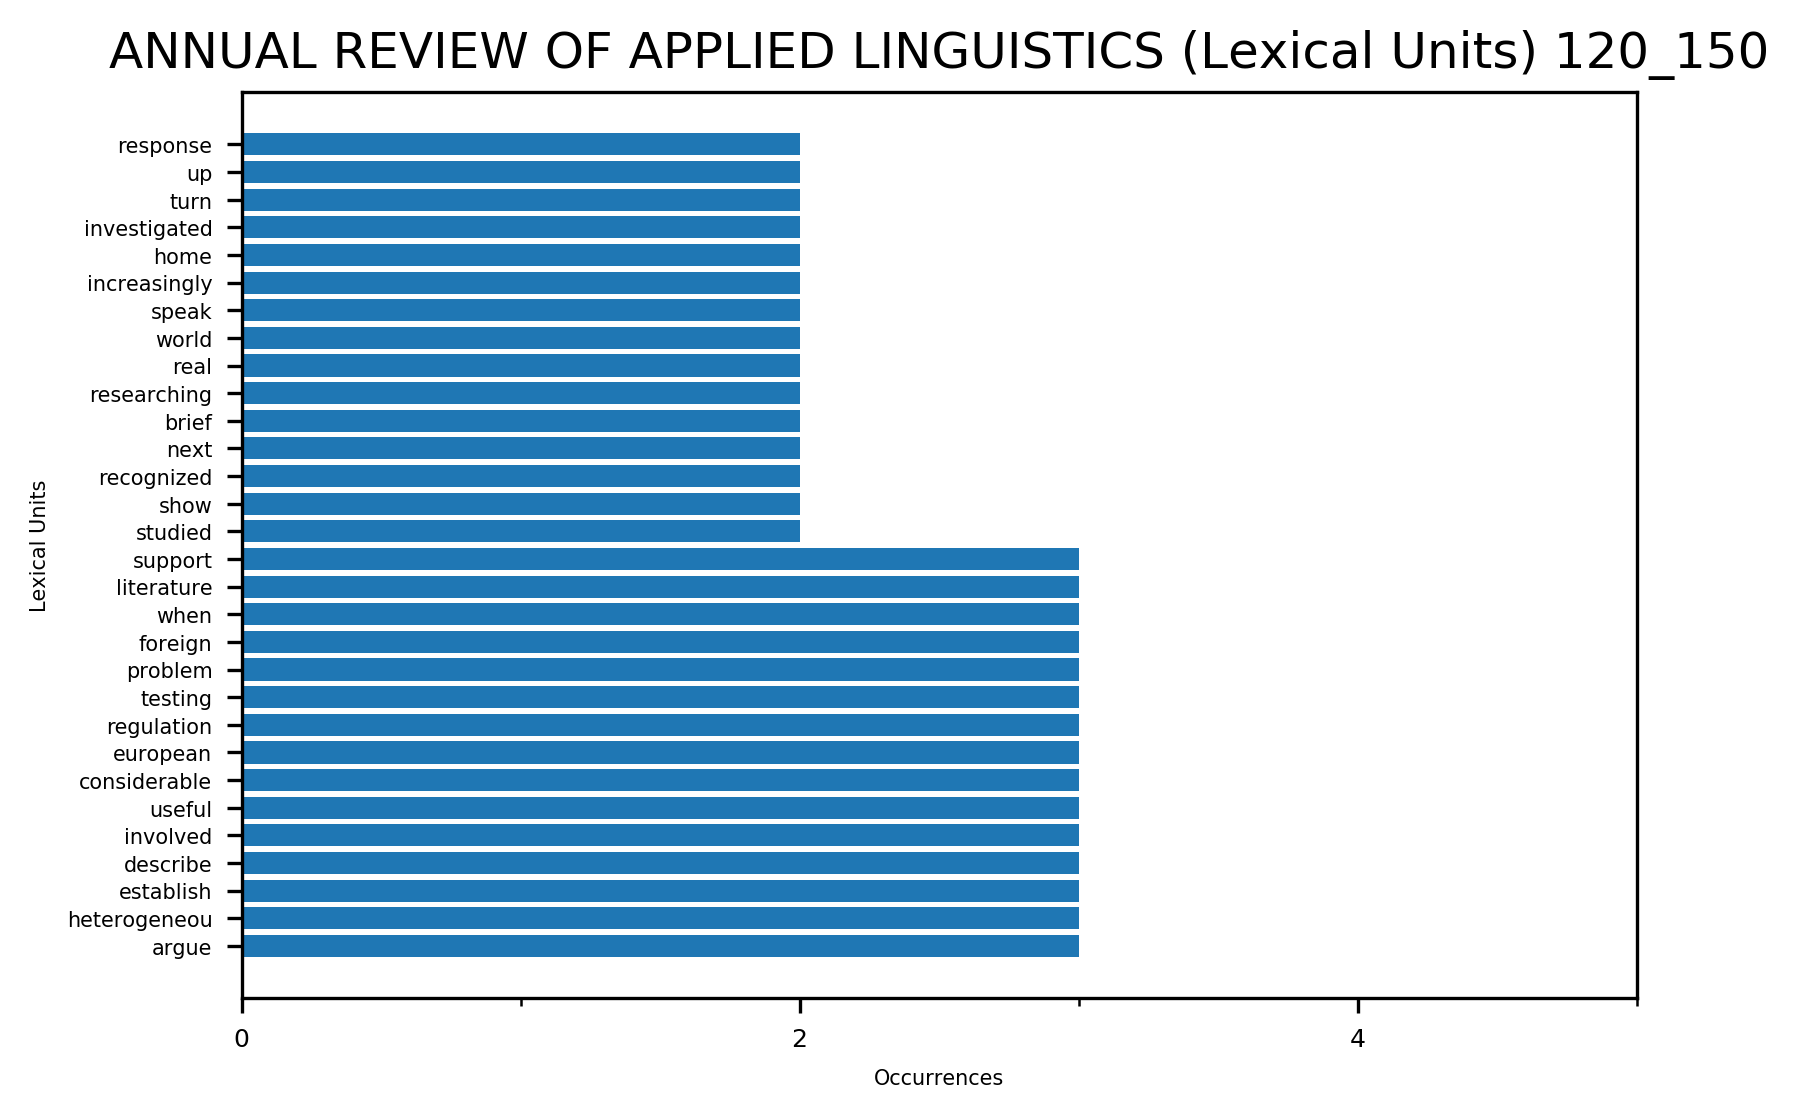 ANNUAL REVIEW OF APPLIED LINGUISTICS (Lexical Units) 120_150
response
up
turn
investigated
home
increasingly
speak
world
real
researching
brief
next
recognized
show
studied
support
literature
when
foreign
problem
testing
regulation
european
considerable
useful
involved
describe
establish
heterogeneou
argue
Lexical Units
0 2 4
Occurrences